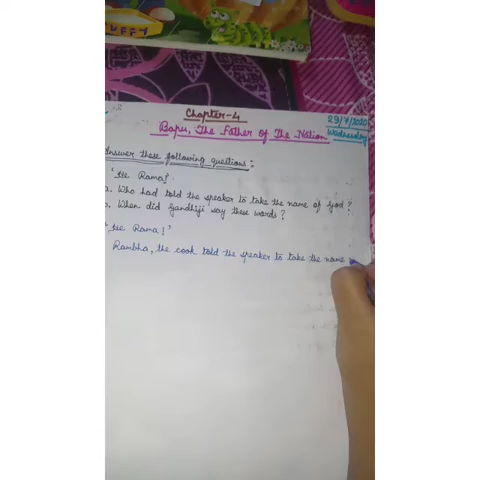 FFY
Chapter-4
29/7/2020
Bapu, The Father Of The Nation
Wednesday
Answer these following questions:
'He Rama!'
a. Who had told the speaker to take the name of God?
b. When did Gandhiji say these words?
'He Rama!'
Rambha, the cook told the speaker to take the name